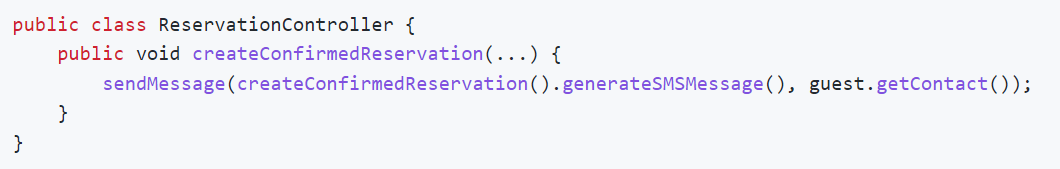 public class ReservationController {
    public void createConfirmedReservation(...) {
        sendMessage(createConfirmedReservation().generateSMSMessage(), guest.getContact());
    }
}